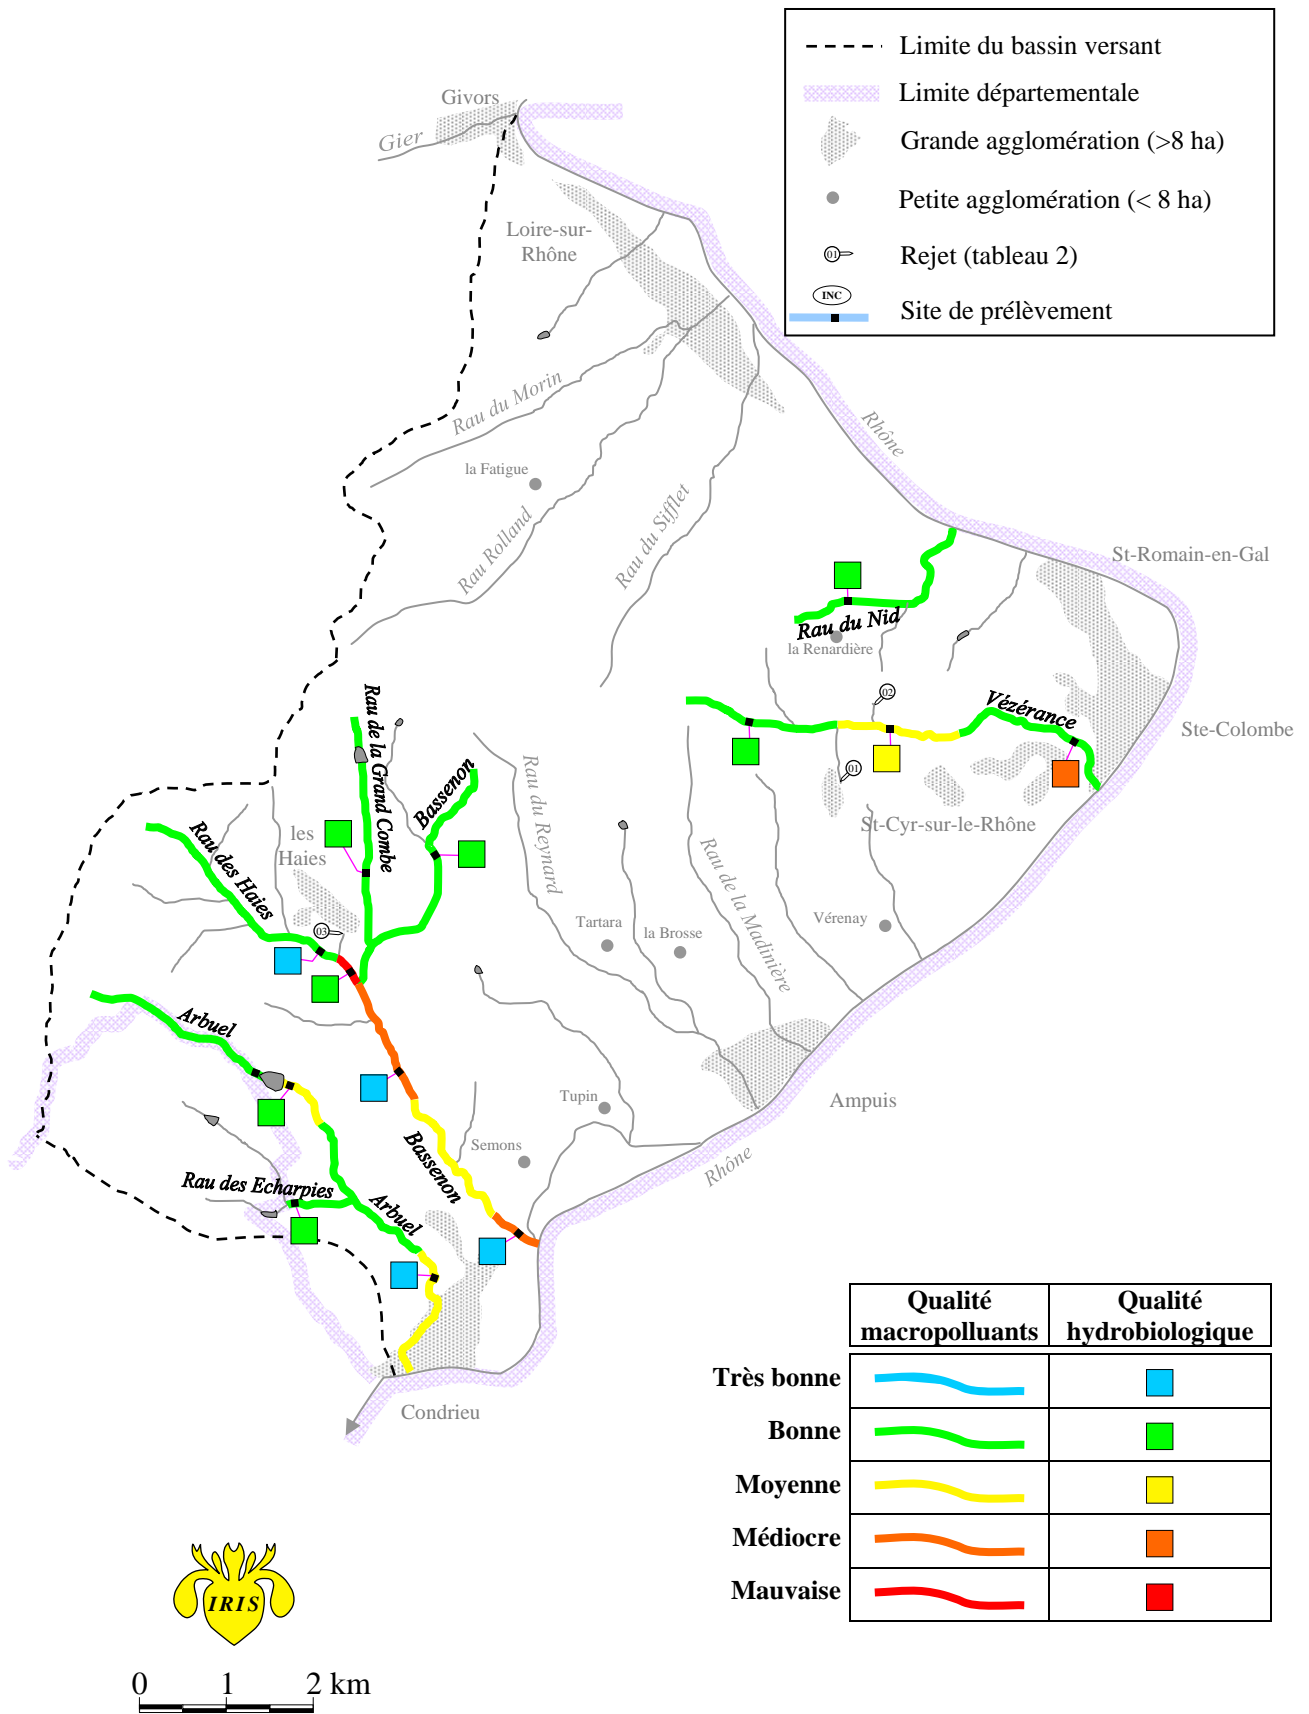 Limite du bassin versant
Limite départementale
Grande agglomération (>8 ha)
Petite agglomération (< 8 ha)
01
Rejet (tableau 2)
INC
Site de prélèvement
Givors
Gier
Loire-sur-
Rhône
Rau du Morin
la Fatigue
Rau Rolland
Rau du Sifflet
Rhône
St-Romain-en-Gal
Rau du Nid
la Renardière
02
Vézérance
Ste-Colombe
01
St-Cyr-sur-le-Rhône
Rau de la Grand Combe
Bassenon
Rau du Reynard
les
Haies
Rau des Haies
03
Rau de la Madinière
Tartara
la Brosse
Vérenay
Arbuel
Tupin
Ampuis
Semons
Bassenon
Rhône
Rau des Echarpies
Arbuel
Condrieu
Qualité
macropolluants
Qualité
hydrobiologique
Très bonne
Bonne
Moyenne
Médiocre
Mauvaise
IRIS
0 1 2 km